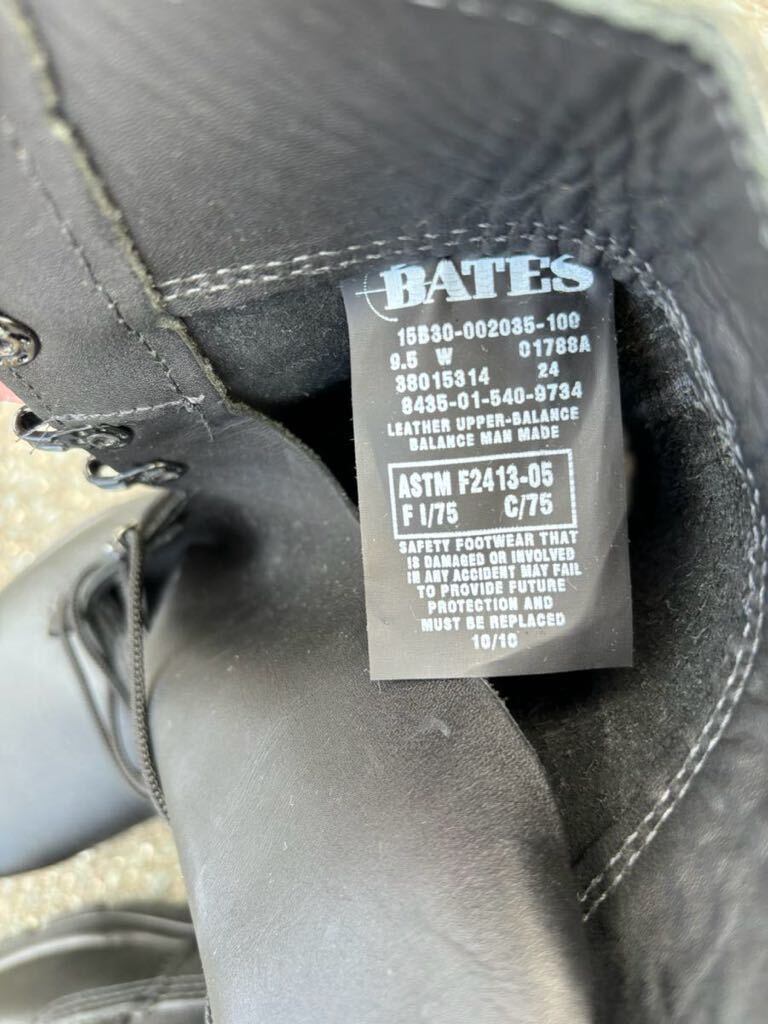 BATES
15B30-002035-100
9.5 W 01788A
38015314 24
8435-01-540-9734
LEATHER UPPER-BALANCE
BALANCE MAN MADE
ASTM F2413-05
F I/75 C/75
SAFETY FOOTWEAR THAT
IS DAMAGED OR INVOLVED
IN ANY ACCIDENT MAY FAIL
TO PROVIDE FUTURE
PROTECTION AND
MUST BE REPLACED
10/10